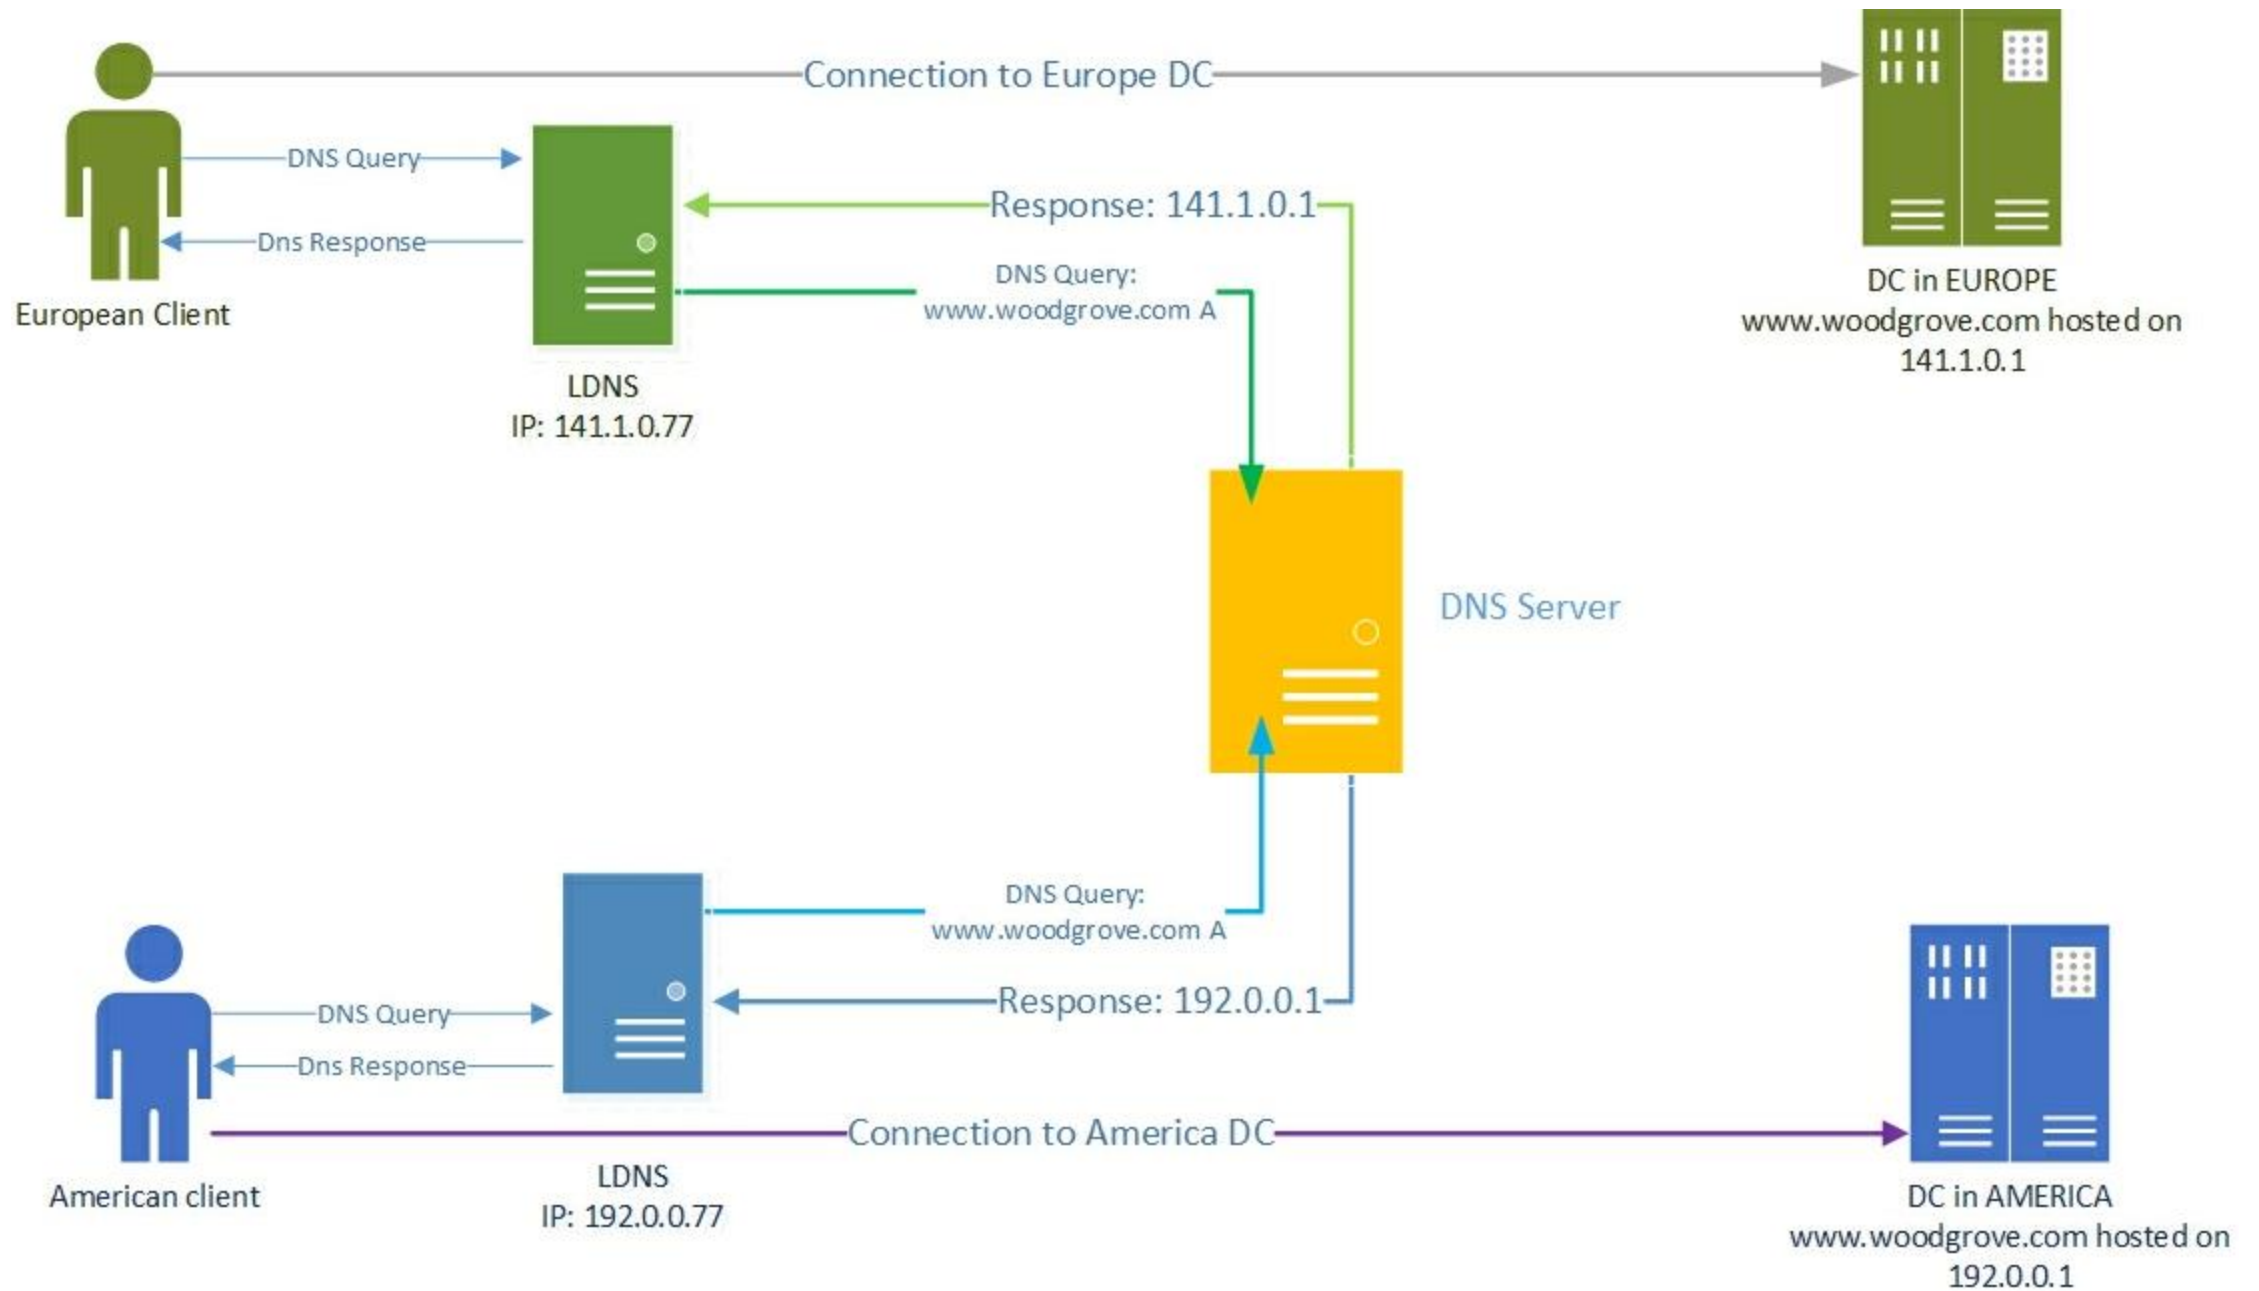 Connection to Europe DC
DNS Query
Response: 141.1.0.1
Dns Response
DNS Query:
www.woodgrove.com A
European Client
LDNS
IP: 141.1.0.77
DC in EUROPE
www.woodgrove.com hosted on
141.1.0.1
DNS Server
DNS Query:
www.woodgrove.com A
Response: 192.0.0.1
DNS Query
Dns Response
Connection to America DC
American client
LDNS
IP: 192.0.0.77
DC in AMERICA
www.woodgrove.com hosted on
192.0.0.1